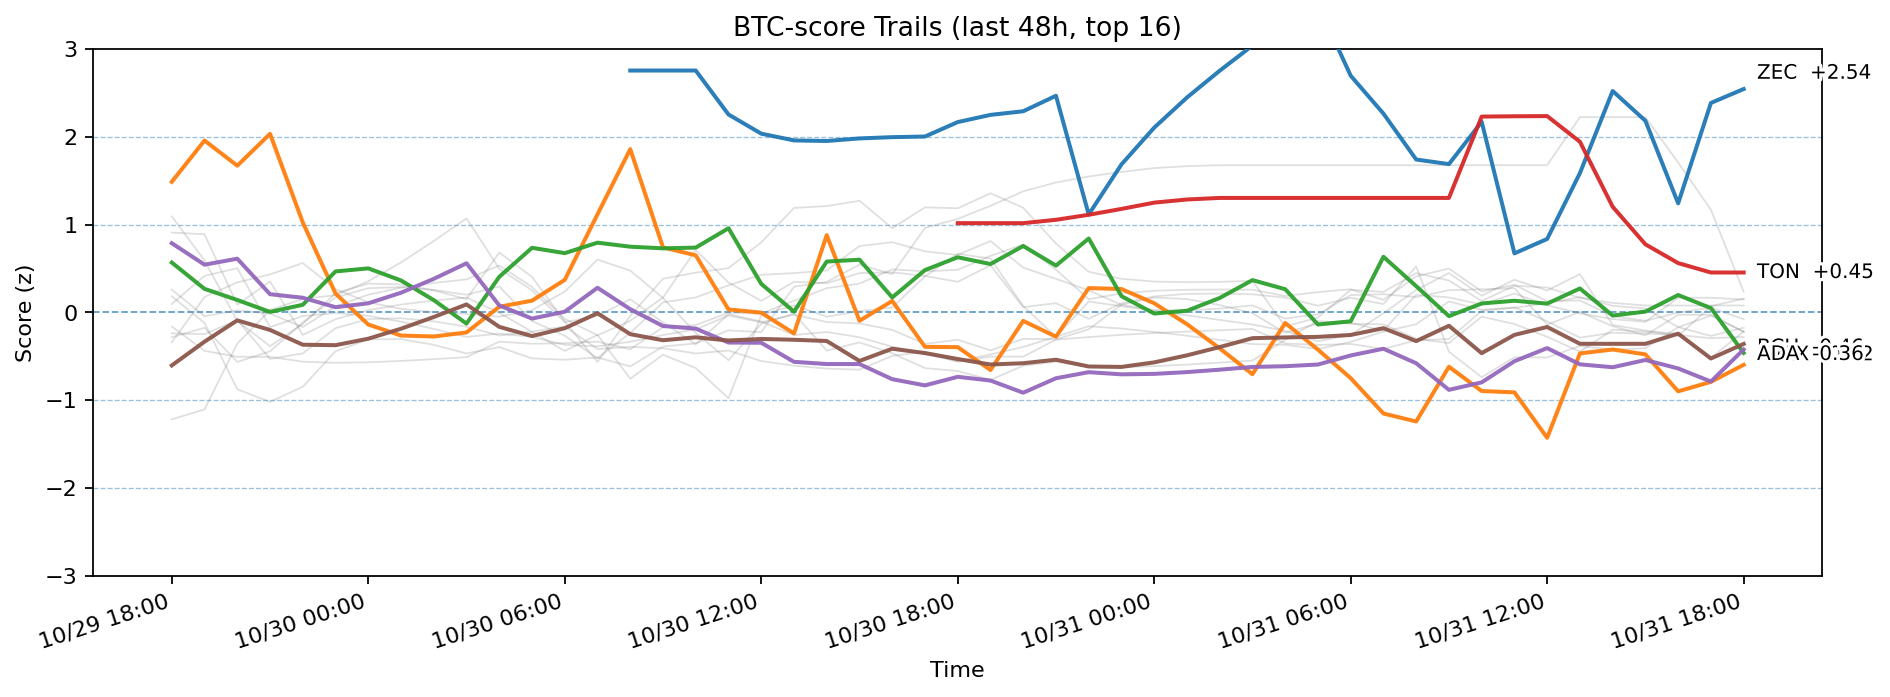 BTC-score Trails (last 48h, top 16)
Score (z)
3
2
1
0
−1
−2
−3
ZEC +2.54
TON +0.45
ADA
10/29 18:00
10/30 00:00
10/30 06:00
10/30 12:00
10/30 18:00
10/31 00:00
10/31 06:00
10/31 12:00
10/31 18:00
Time